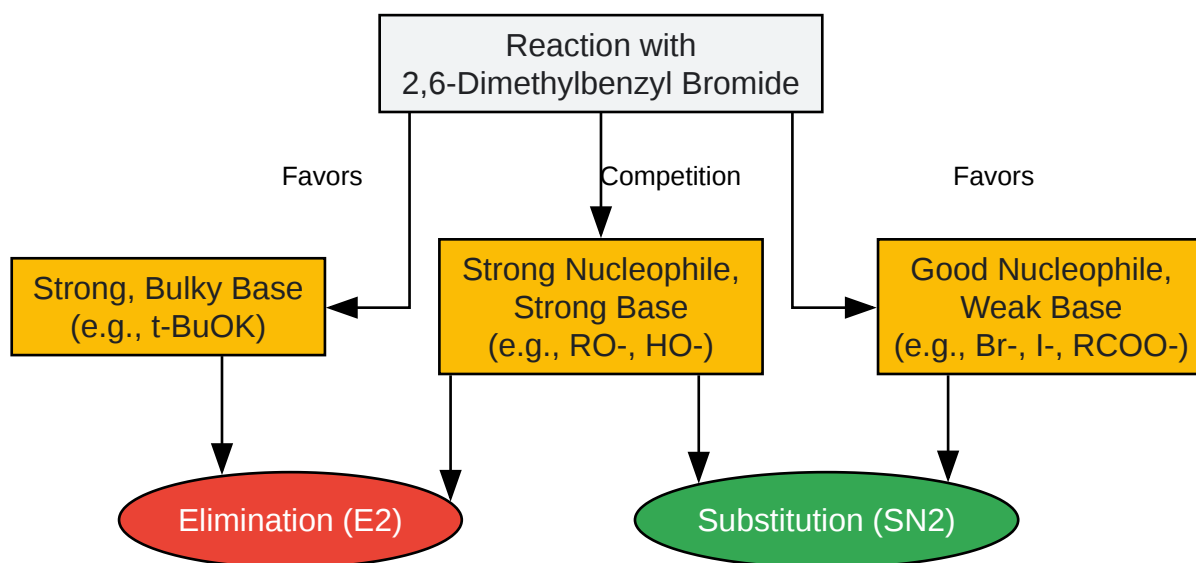 Reaction with
2,6-Dimethylbenzyl Bromide
Favors
Competition
Favors
Strong, Bulky Base
(e.g., t-BuOK)
Strong Nucleophile,
Strong Base
(e.g., RO-, HO-)
Good Nucleophile,
Weak Base
(e.g., Br-, I-, RCOO-)
Elimination (E2)
Substitution (SN2)